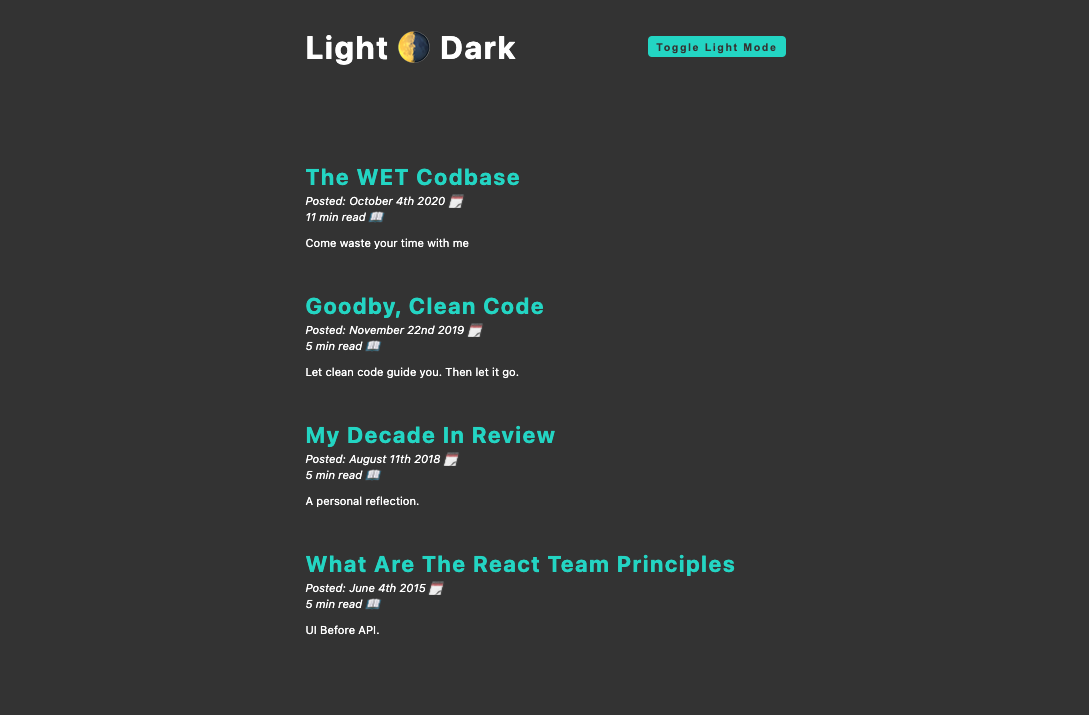 Light 🌗 Dark
Toggle Light Mode
The WET Codbase
Posted: October 4th 2020 🗒️
11 min read 📖
Come waste your time with me
Goodby, Clean Code
Posted: November 22nd 2019 🗒️
5 min read 📖
Let clean code guide you. Then let it go.
My Decade In Review
Posted: August 11th 2018 🗒️
5 min read 📖
A personal reflection.
What Are The React Team Principles
Posted: June 4th 2015 🗒️
5 min read 📖
UI Before API.